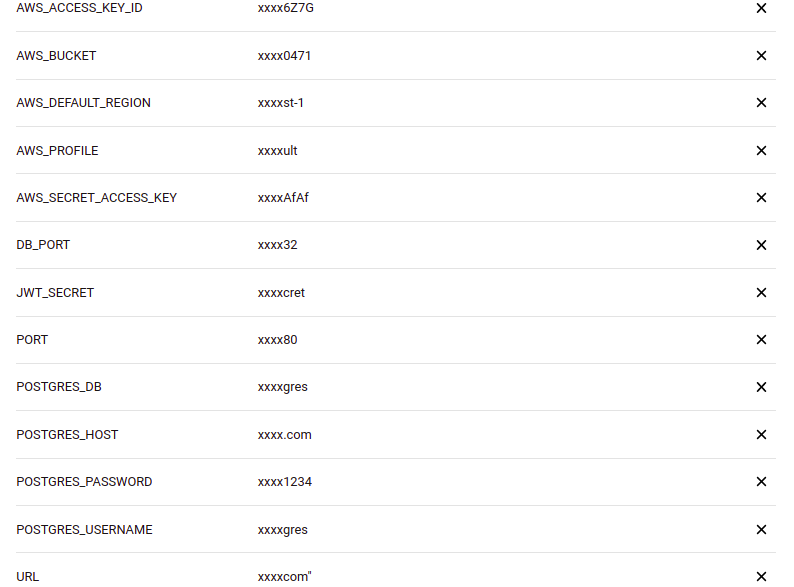 AWS_ACCESS_KEY_ID xxxx6Z7G
AWS_BUCKET xxxx0471
AWS_DEFAULT_REGION xxxxst-1
AWS_PROFILE xxxxult
AWS_SECRET_ACCESS_KEY xxxxAfAf
DB_PORT xxxx32
JWT_SECRET xxxxcret
PORT xxxx80
POSTGRES_DB xxxxgres
POSTGRES_HOST xxxx.com
POSTGRES_PASSWORD xxxx1234
POSTGRES_USERNAME xxxxgres
URL xxxxcom"